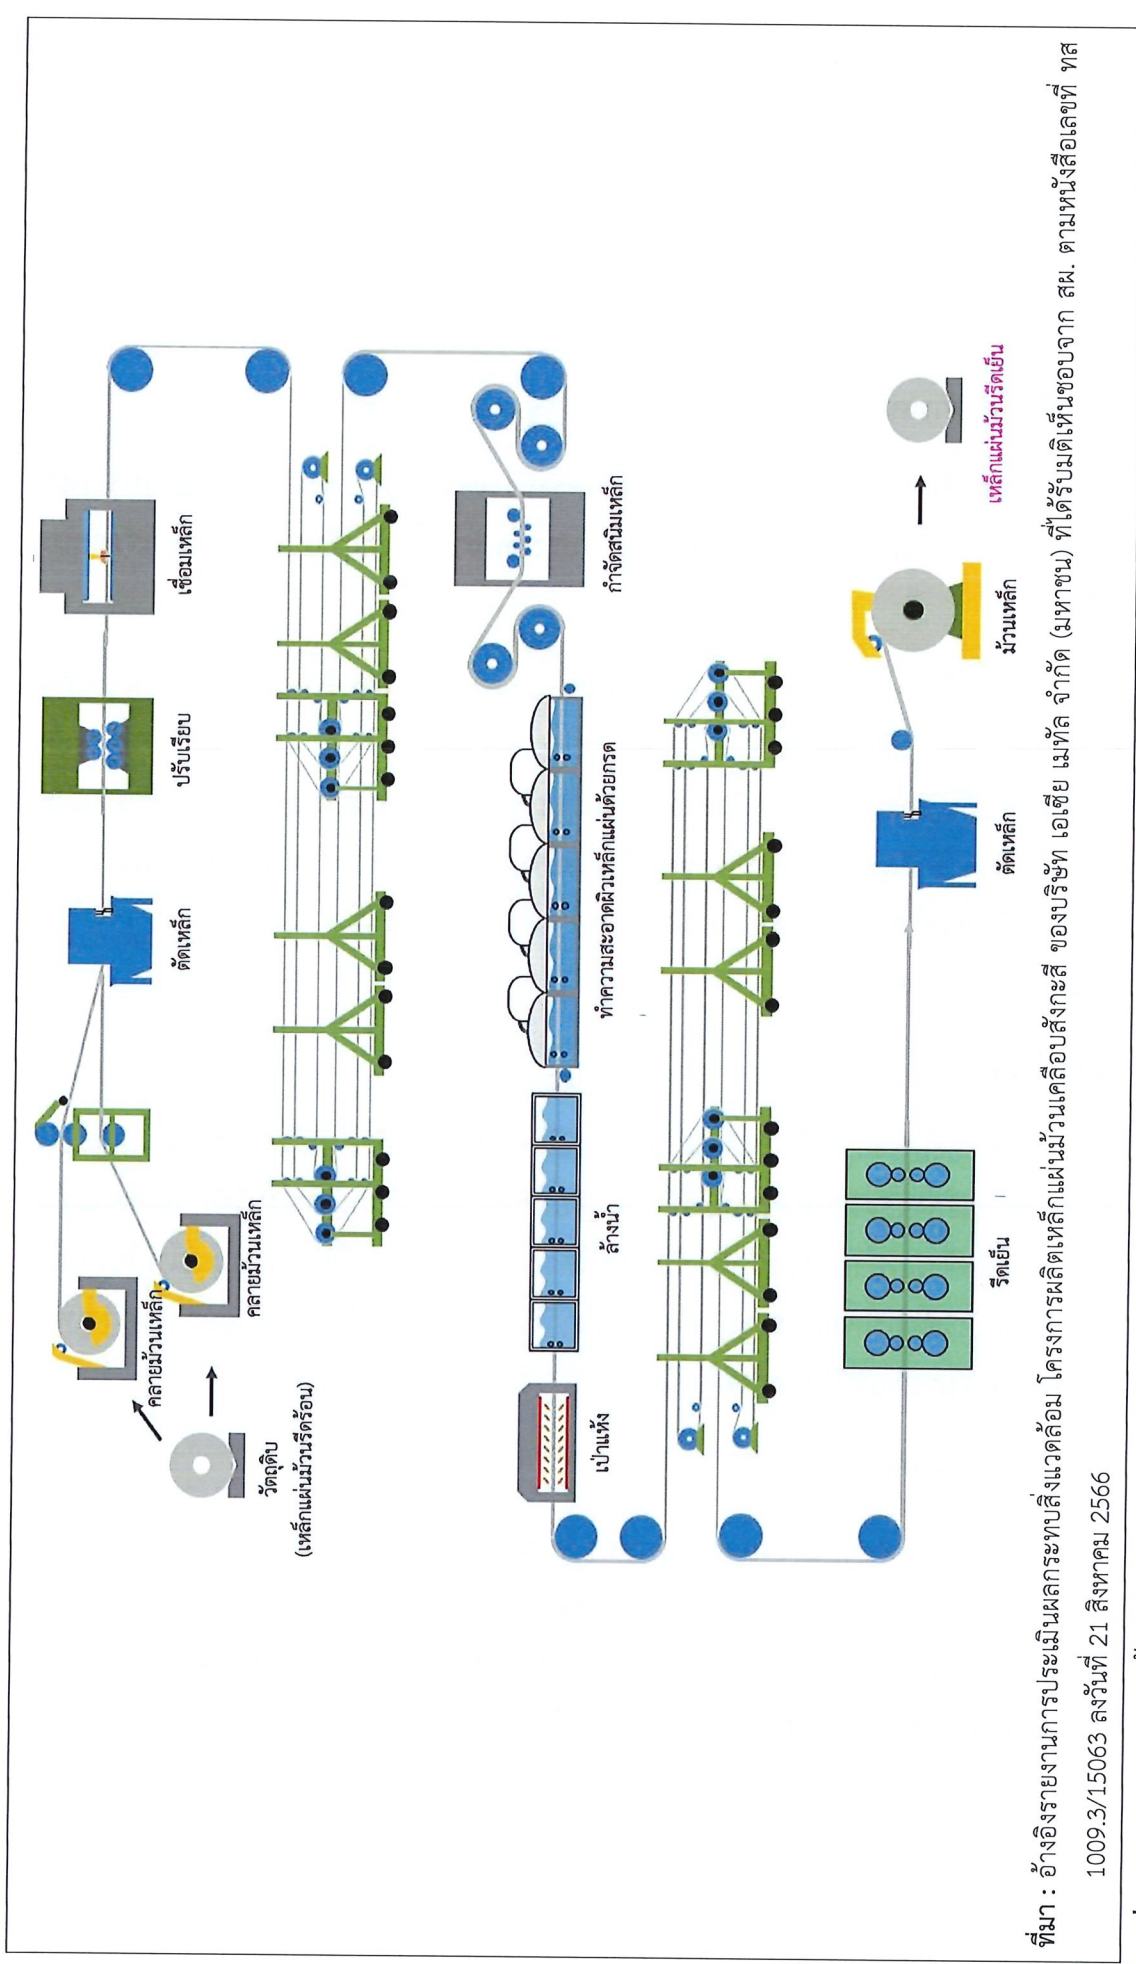 วัตถุดิบ
(เหล็กแผ่นม้วนรีดร้อน)
คลายม้วนเหล็ก
คลายม้วนเหล็ก
ตัดเหล็ก
ปรับเรียบ
เชื่อมเหล็ก
กำจัดสนิมเหล็ก
ทำความสะอาดผิวเหล็กแผ่นด้วยกรด
ล้างน้ำ
เป่าแห้ง
รีดเย็น
ตัดเหล็ก
ม้วนเหล็ก
เหล็กแผ่นม้วนรีดเย็น
ที่มา : อ้างอิงรายงานการประเมินผลกระทบสิ่งแวดล้อม โครงการผลิตเหล็กแผ่นม้วนเคลือบสังกะสี ของบริษัท เอเชีย เมทัล จำกัด (มหาชน) ที่ได้รับมติเห็นชอบจาก สผ. ตามหนังสือเลขที่ ทส
1009.3/15063 ลงวันที่ 21 สิงหาคม 2566